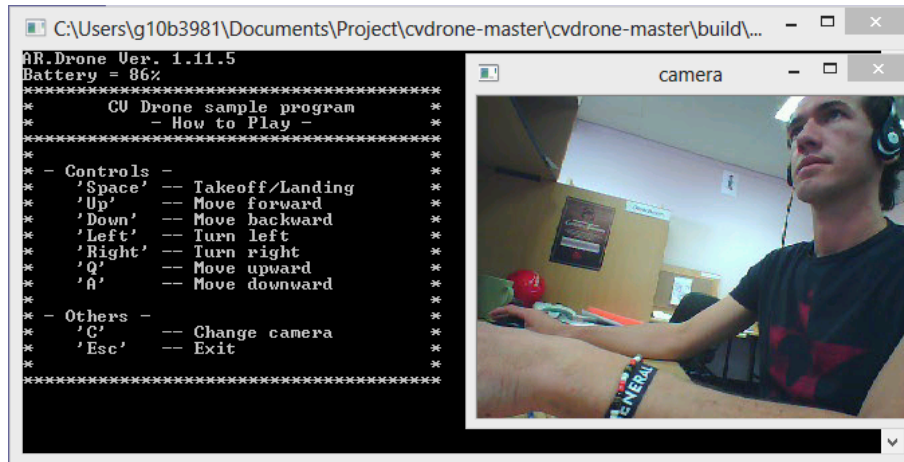 C:\Users\g10b3981\Documents\Project\cvdrone-master\cvdrone-master\build\...
AR.Drone Ver. 1.11.5
Battery = 86%
*****************************************
* CV Drone sample program *
* - How to Play - *
*****************************************
* *
* - Controls - *
* 'Space' -- Takeoff/Landing *
* 'Up' -- Move forward *
* 'Down' -- Move backward *
* 'Left' -- Turn left *
* 'Right' -- Turn right *
* 'Q' -- Move upward *
* 'A' -- Move downward *
* *
* - Others - *
* 'C' -- Change camera *
* 'Esc' -- Exit *
* *
*****************************************
camera
GENERAL